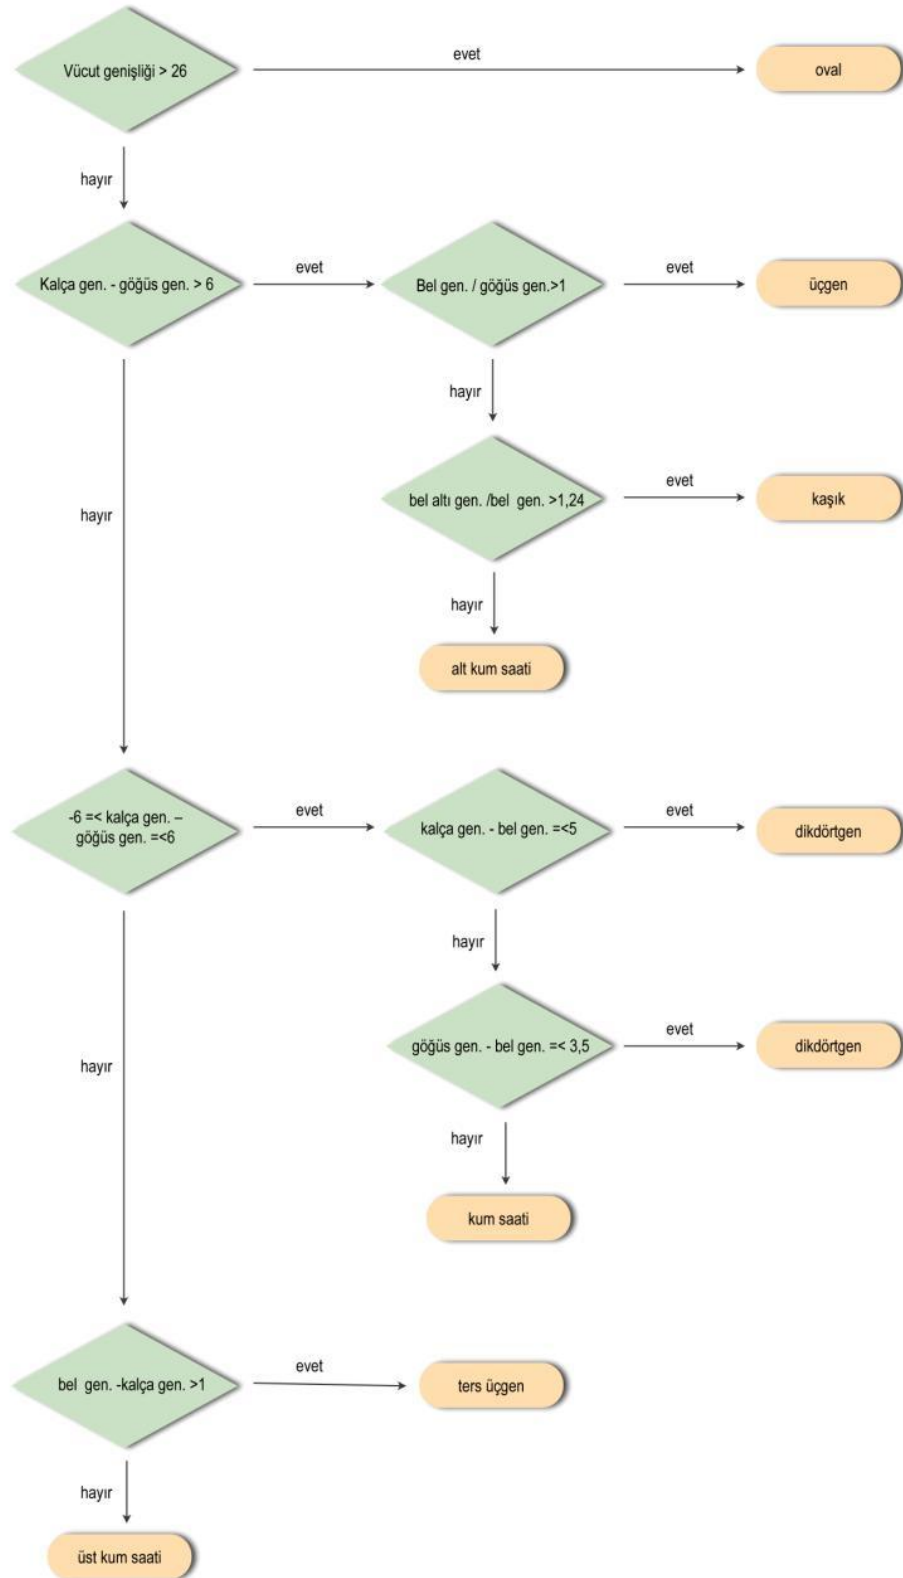 Vücut genişliği > 26
evet
oval
hayır
Kalça gen. - göğüs gen. > 6
evet
Bel gen. / göğüs gen.>1
evet
üçgen
hayır
hayır
bel altı gen. /bel gen. >1,24
evet
kaşık
hayır
alt kum saati
-6 =< kalça gen. –
göğüs gen. =<6
evet
kalça gen. - bel gen. =<5
evet
dikdörtgen
hayır
hayır
göğüs gen. - bel gen. =< 3,5
evet
dikdörtgen
hayır
kum saati
bel gen. -kalça gen. >1
evet
ters üçgen
hayır
üst kum saati